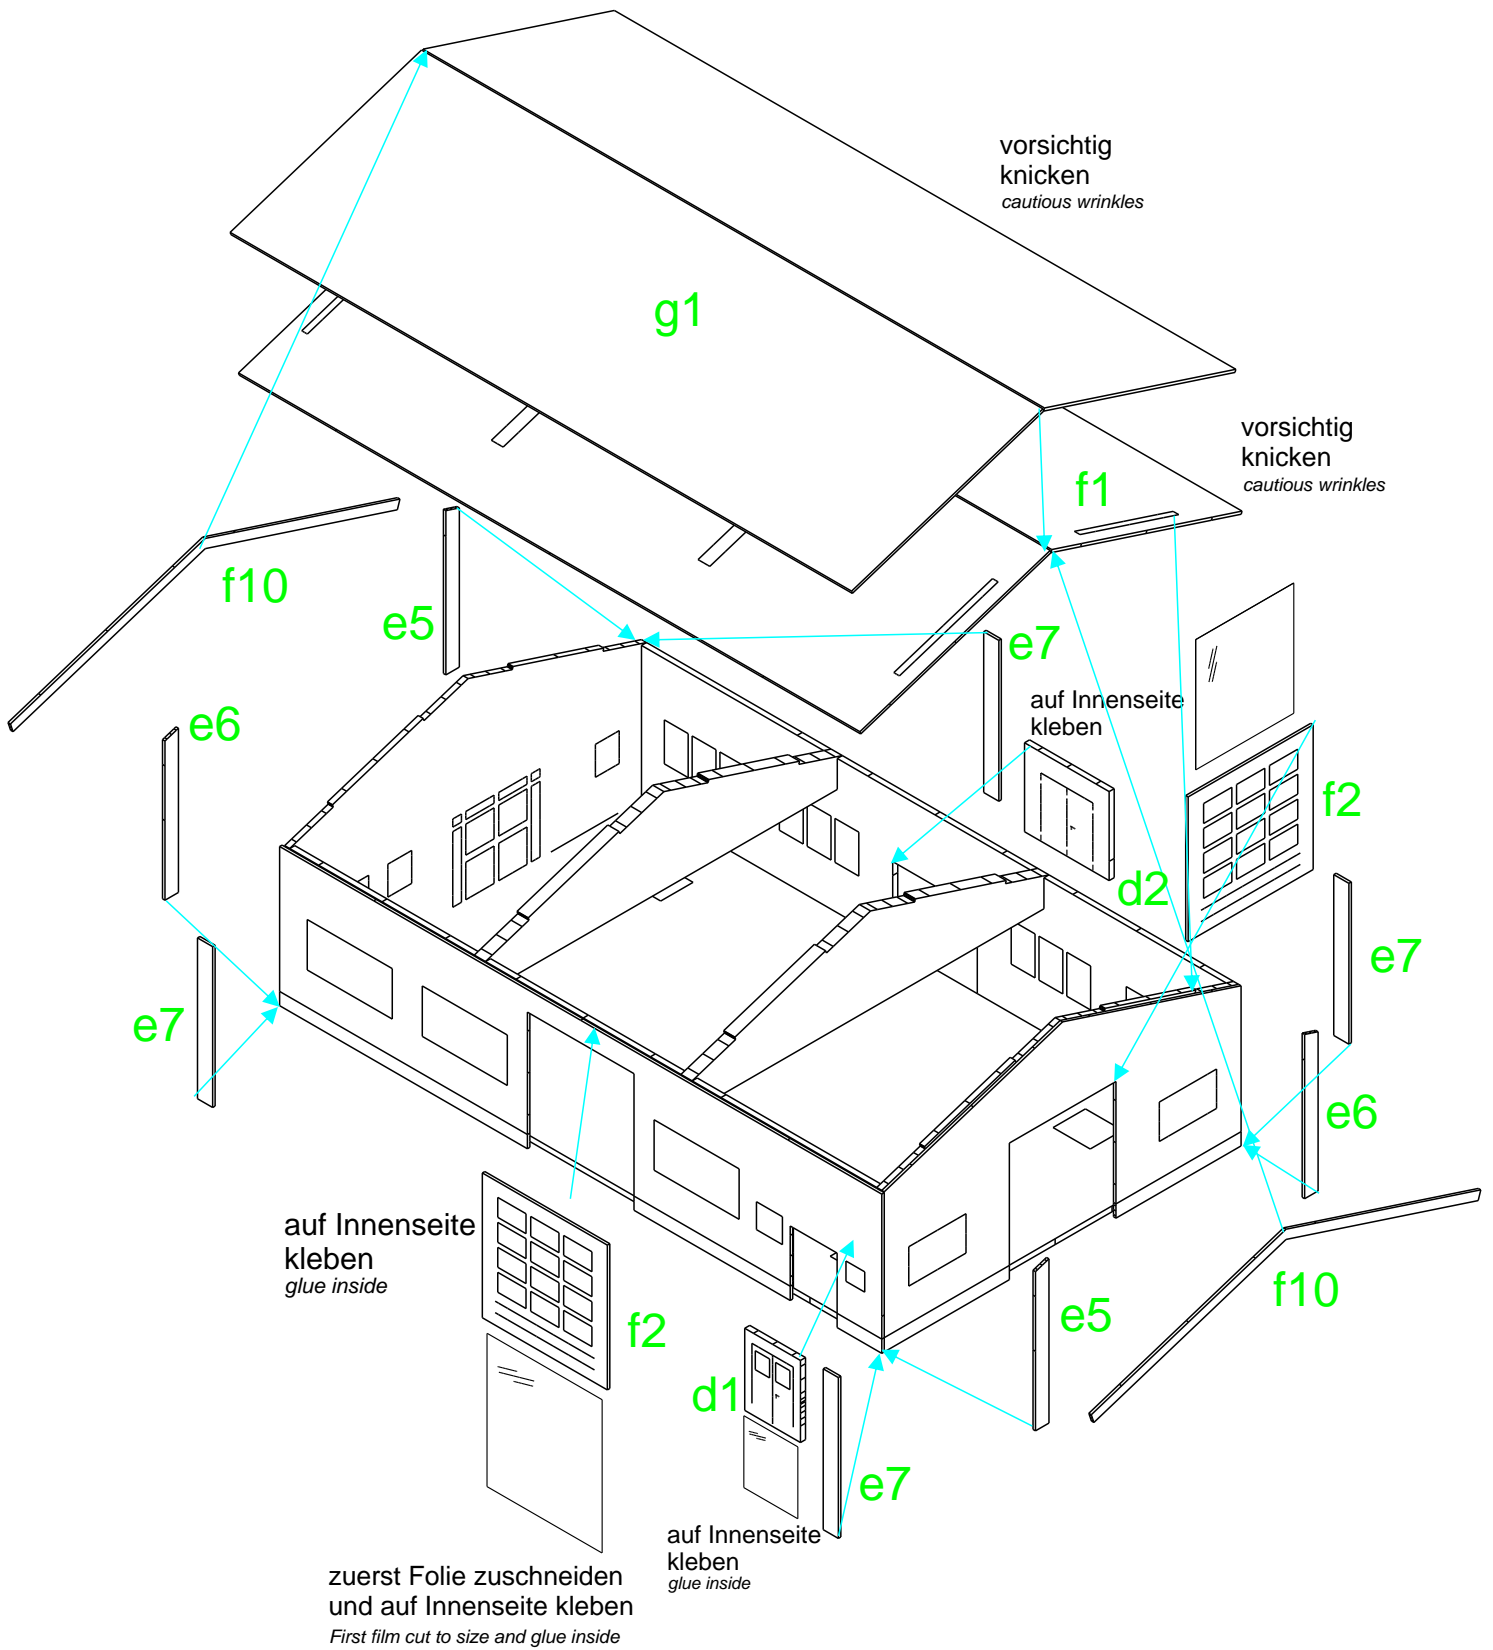 vorsichtig
knicken
cautious wrinkles
g1
vorsichtig
knicken
cautious wrinkles
f1
f10
e5
e7
auf Innenseite
kleben
e6
f2
d2
e7
e7
e6
auf Innenseite
kleben
glue inside
f2
e5
f10
d1
e7
auf Innenseite
kleben
glue inside
zuerst Folie zuschneiden
und auf Innenseite kleben
First film cut to size and glue inside